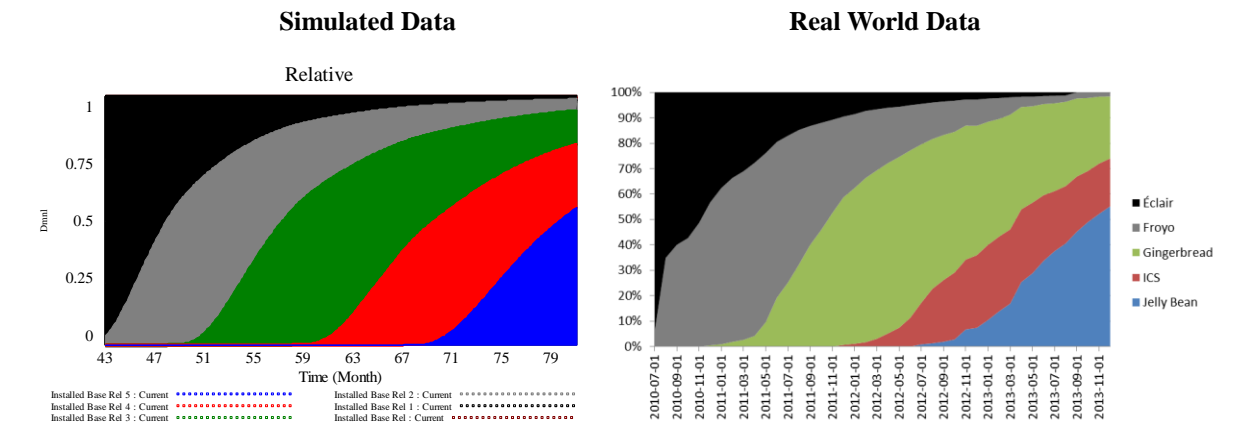 Simulated Data
Real World Data
Relative
1
0.75
0.5
0.25
0
Dmnl
43 47 51 55 59 63 67 71 75 79
Time (Month)
Installed Base Rel 5 : Current
Installed Base Rel 4 : Current
Installed Base Rel 3 : Current
Installed Base Rel 2 : Current
Installed Base Rel 1 : Current
Installed Base Rel : Current
100%
90%
80%
70%
60%
50%
40%
30%
20%
10%
0%
2010-07-01
2010-09-01
2010-11-01
2011-01-01
2011-03-01
2011-05-01
2011-07-01
2011-09-01
2011-11-01
2012-01-01
2012-03-01
2012-05-01
2012-07-01
2012-09-01
2012-11-01
2013-01-01
2013-03-01
2013-05-01
2013-07-01
2013-09-01
2013-11-01
Éclair
Froyo
Gingerbread
ICS
Jelly Bean